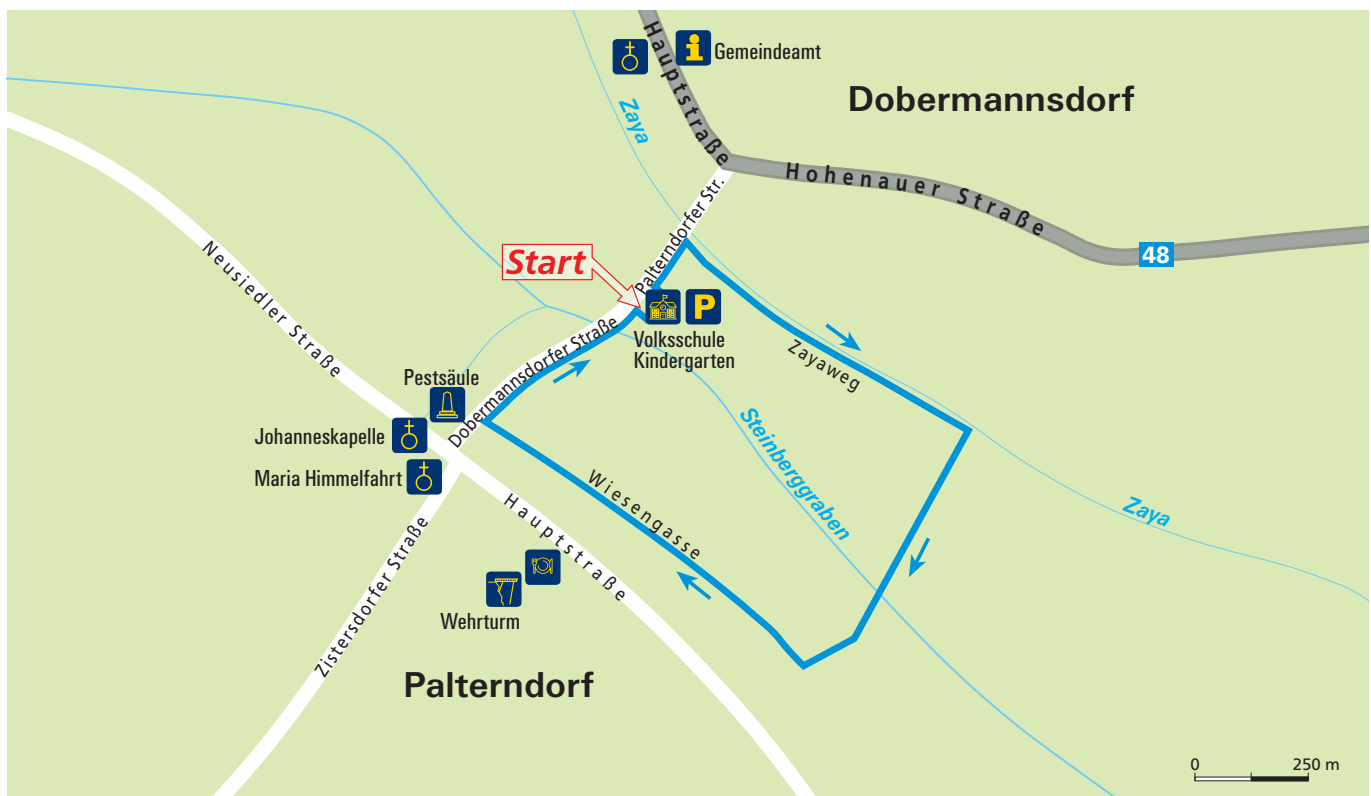 Hauptstraße
Gemeindeamt
Dobermannsdorf
Zaya
Hohenauer Straße
48
Palterndorfer Str.
Start
Neusiedler Straße
Volksschule
Kindergarten
Zayaweg
Dobermannsdorfer Straße
Pestsäule
Johanneskapelle
Maria Himmelfahrt
Steinberggraben
Wiesengasse
Zaya
Hauptstraße
Zistersdorfer Straße
Wehrturm
Palterndorf
P
0 250 m